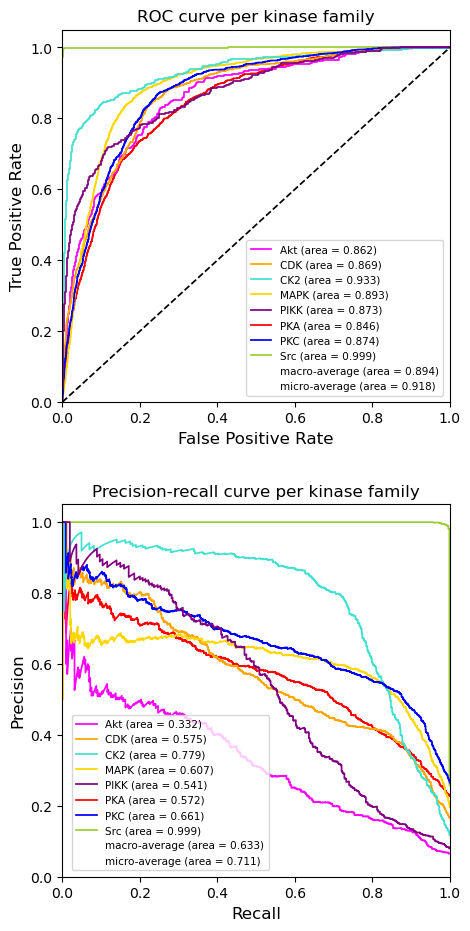 ROC curve per kinase family
1.0
0.8
0.6
0.4
0.2
0.0
True Positive Rate
Akt (area = 0.862)
CDK (area = 0.869)
CK2 (area = 0.933)
MAPK (area = 0.893)
PIKK (area = 0.873)
PKA (area = 0.846)
PKC (area = 0.874)
Src (area = 0.999)
macro-average (area = 0.894)
micro-average (area = 0.918)
0.0 0.2 0.4 0.6 0.8 1.0
False Positive Rate
Precision-recall curve per kinase family
1.0
0.8
0.6
0.4
0.2
0.0
Precision
Akt (area = 0.332)
CDK (area = 0.575)
CK2 (area = 0.779)
MAPK (area = 0.607)
PIKK (area = 0.541)
PKA (area = 0.572)
PKC (area = 0.661)
Src (area = 0.999)
macro-average (area = 0.633)
micro-average (area = 0.711)
0.0 0.2 0.4 0.6 0.8 1.0
Recall